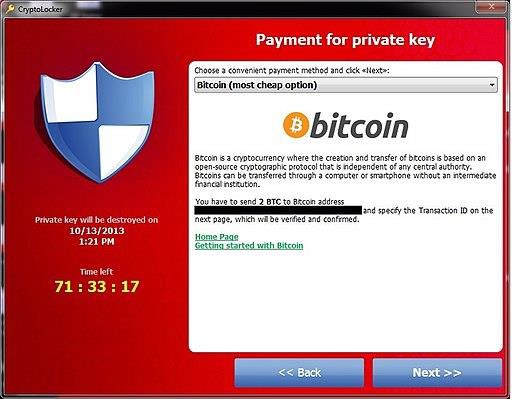 CryptoLocker
Payment for private key
Choose a convenient payment method and click «Next»:
Bitcoin (most cheap option)
bitcoin
Bitcoin is a cryptocurrency where the creation and transfer of bitcoins is based on an
open-source cryptographic protocol that is independent of any central authority.
Bitcoins can be transferred through a computer or smartphone without an intermediate
financial institution.
You have to send 2 BTC to Bitcoin address
and specify the Transaction ID on the
next page, which will be verified and confirmed.
Home Page
Getting started with Bitcoin
Private key will be destroyed on
10/13/2013
1:21 PM
Time left
71 : 33 : 17
<< Back
Next >>